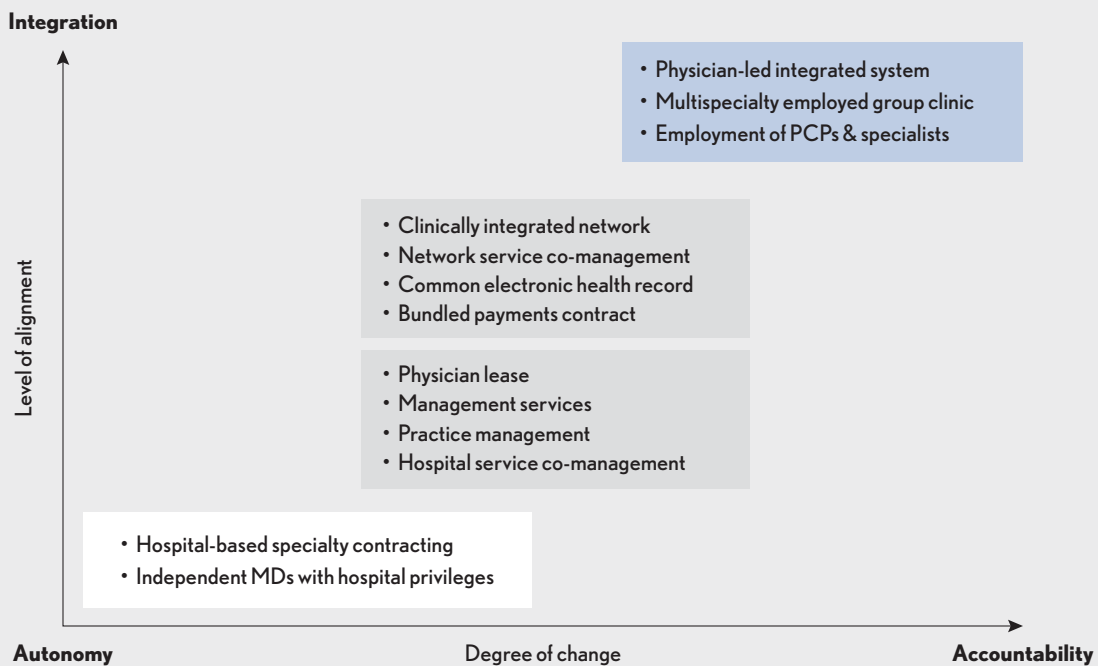 Integration
• Physician-led integrated system
• Multispecialty employed group clinic
• Employment of PCPs & specialists
• Clinically integrated network
• Network service co-management
• Common electronic health record
• Bundled payments contract
Level of alignment
• Physician lease
• Management services
• Practice management
• Hospital service co-management
• Hospital-based specialty contracting
• Independent MDs with hospital privileges
Autonomy
Degree of change
Accountability